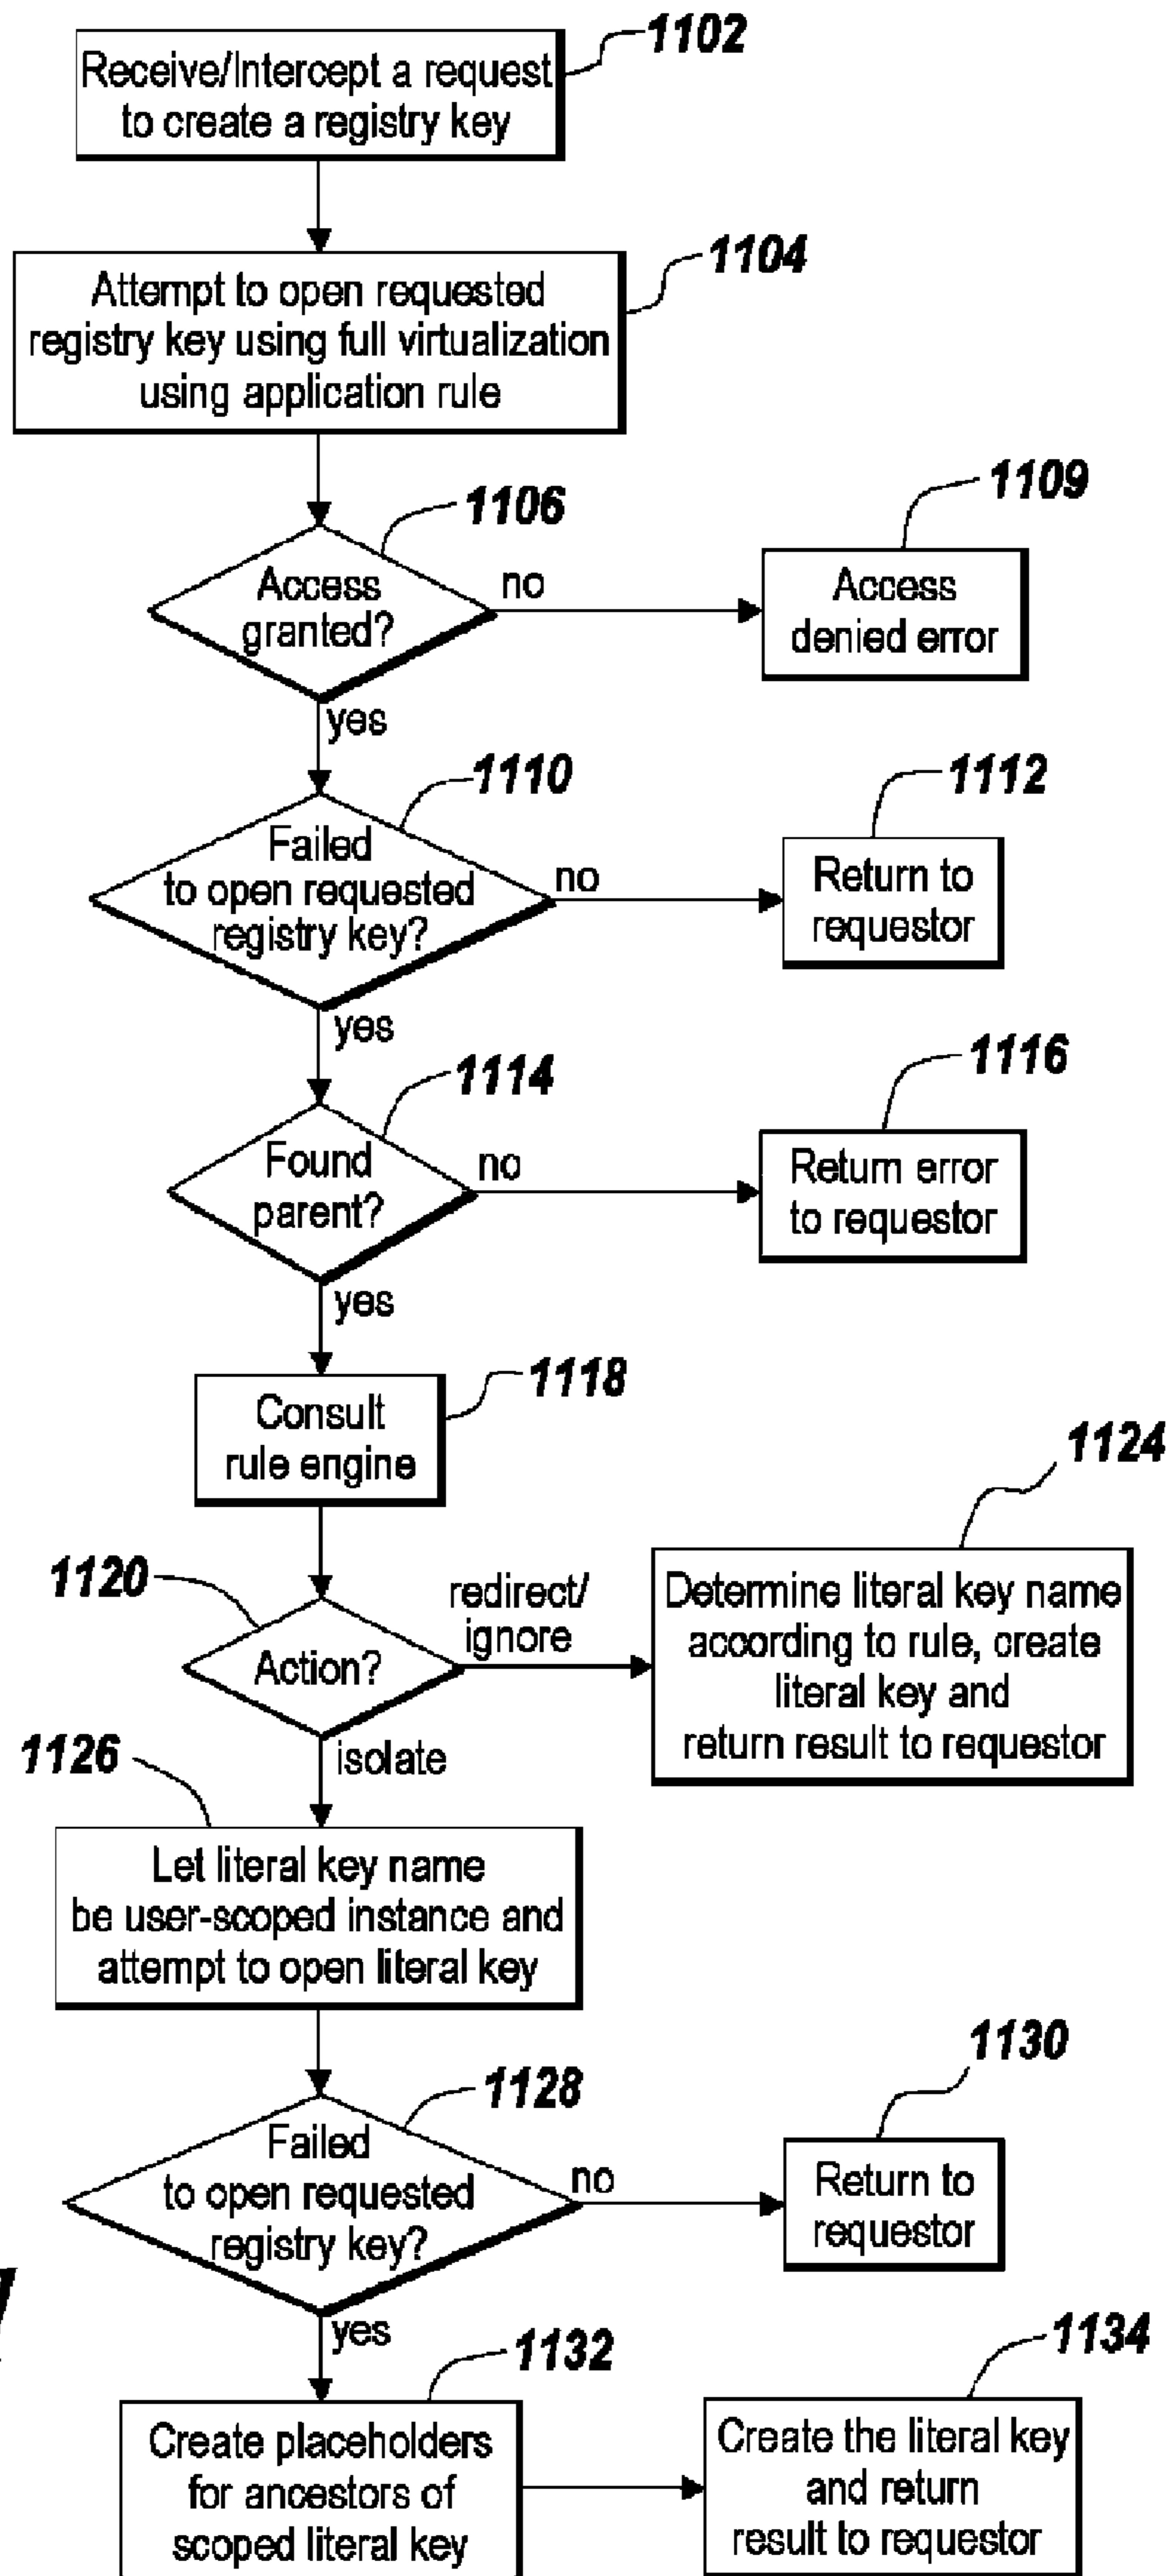 1102
Receive/Intercept a request
to create a registry key
1104
Attempt to open requested
registry key using full virtualization
using application rule
1106
Access
granted?
no
1109
Access
denied error
yes
1110
Failed
to open requested
registry key?
no
1112
Return to
requestor
yes
1114
Found
parent?
no
1116
Return error
to requestor
yes
1118
Consult
rule engine
1120
Action?
redirect/
ignore
1124
Determine literal key name
according to rule, create
literal key and
return result to requestor
isolate
1126
Let literal key name
be user-scoped instance and
attempt to open literal key
1128
Failed
to open requested
registry key?
no
1130
Return to
requestor
yes
1132
Create placeholders
for ancestors of
scoped literal key
1134
Create the literal key
and return
result to requestor